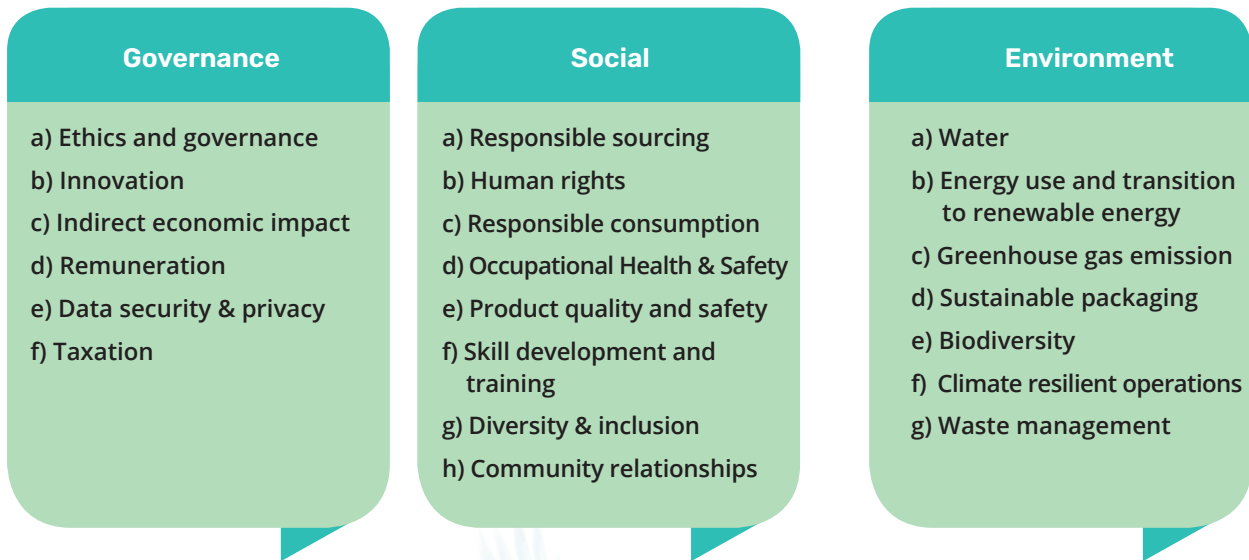 Governance
a) Ethics and governance
b) Innovation
c) Indirect economic impact
d) Remuneration
e) Data security & privacy
f) Taxation
Social
a) Responsible sourcing
b) Human rights
c) Responsible consumption
d) Occupational Health & Safety
e) Product quality and safety
f) Skill development and
training
g) Diversity & inclusion
h) Community relationships
Environment
a) Water
b) Energy use and transition
to renewable energy
c) Greenhouse gas emission
d) Sustainable packaging
e) Biodiversity
f) Climate resilient operations
g) Waste management